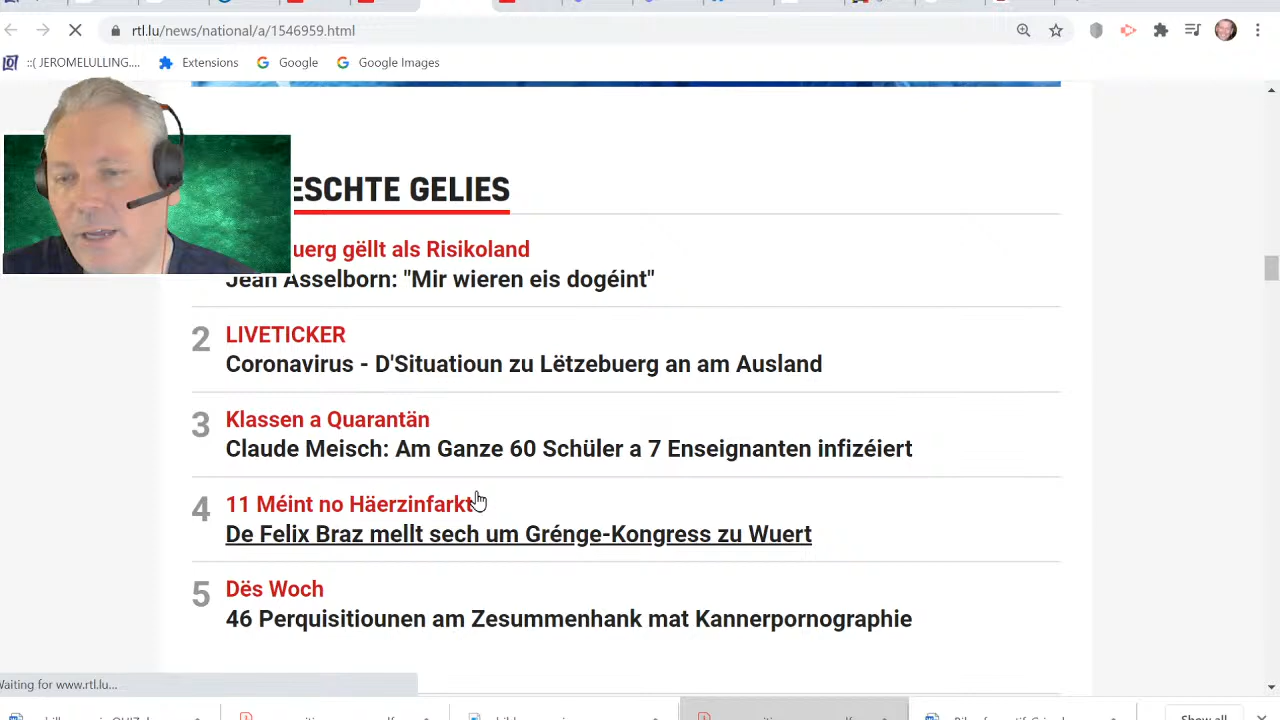 rtl.lu/news/national/a/1546959.html
::( JEROMELULLING....
Extensions
Google
Google Images
ESCHTE GELIES
uerg gëllt als Risikoland
Jean Asselborn: "Mir wieren eis dogéint"
2
LIVETICKER
Coronavirus - D'Situatioun zu Lëtzebuerg an am Ausland
3
Klassen a Quarantän
Claude Meisch: Am Ganze 60 Schüler a 7 Enseignanten infizéiert
4
11 Méint no Häerzinfarkt
De Felix Braz mellt sech um Grénge-Kongress zu Wuert
5
Dës Woch
46 Perquisitiounen am Zesummenhank mat Kannerpornographie
Waiting for www.rtl.lu...
Show all